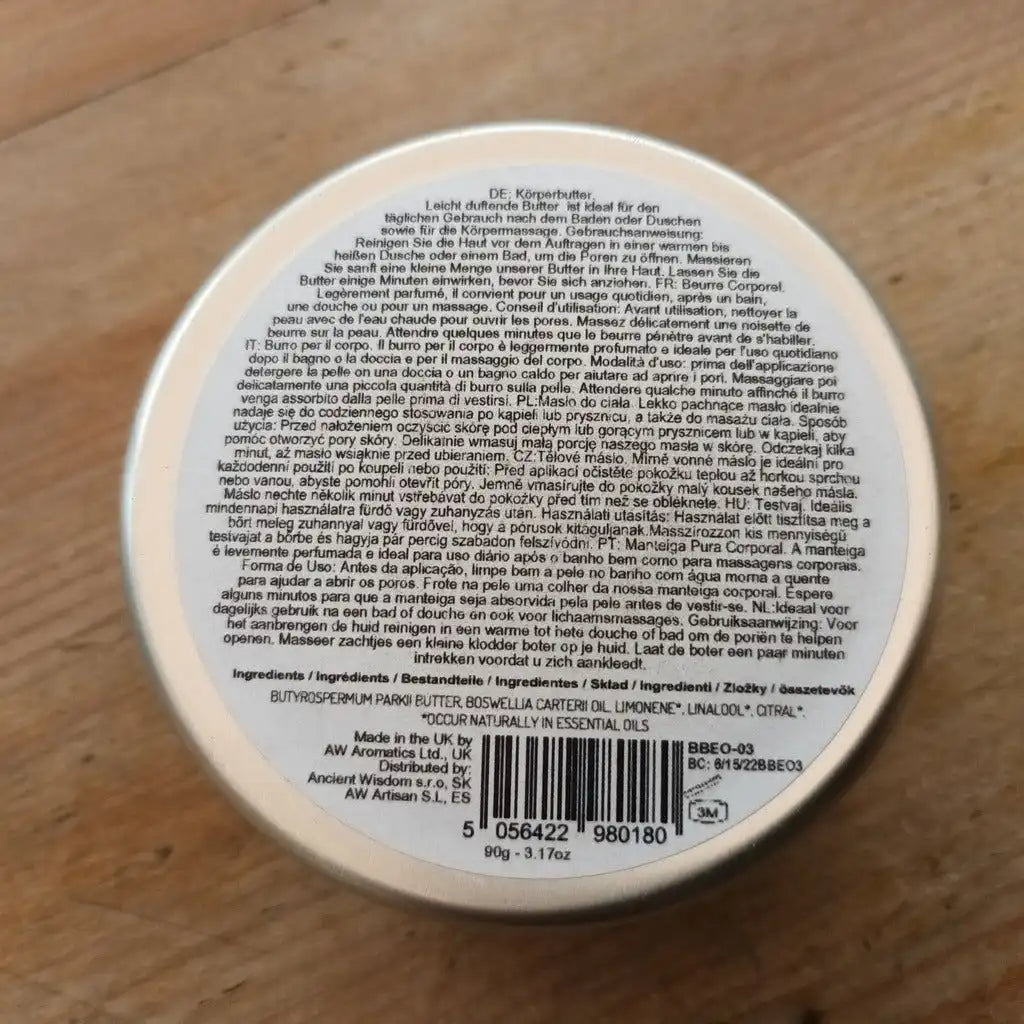 DE: Körperbutter.
Leicht duftende Butter ist ideal für den
täglichen Gebrauch nach dem Baden oder Duschen
sowie für die Körpermassage. Gebrauchsanweisung:
Reinigen Sie die Haut vor dem Auftragen in einer warmen bis
heißen Dusche oder einem Bad, um die Poren zu öffnen. Massieren
Sie sanft eine kleine Menge unserer Butter in Ihre Haut. Lassen Sie die
Butter einige Minuten einwirken, bevor Sie sich anziehen. FR: Beurre Corporel.
Legèrement parfumé, il convient pour un usage quotidien, après un bain,
une douche ou pour un massage. Conseil d'utilisation: Avant utilisation, nettoyer la
peau avec de l'eau chaude pour ouvrir les pores. Massez délicatement une noisette de
beurre sur la peau. Attendre quelques minutes que le beurre pénètre avant de s'habiller.
IT: Burro per il corpo. Il burro per il corpo è leggermente profumato e ideale per l'uso quotidiano
dopo il bagno o la doccia e per il massaggio del corpo. Modalità d'uso: prima dell'applicazione
detergere la pelle on una doccia o un bagno caldo per aiutare ad aprire i pori. Massaggiare poi
delicatamente una piccola quantità di burro sulla pelle. Attendere qualche minuto affinché il burro
venga assorbito dalla pelle prima di vestirsi. PL:Masło do ciała. Lekko pachnące masło idealnie
nadaje się do codziennego stosowania po kąpieli lub prysznicu, a także do masażu ciała. Sposób
użycia: Przed nałożeniem oczyścić skórę pod ciepłym lub gorącym prysznicem lub w kąpieli, aby
pomóc otworzyć pory skóry. Delikatnie wmasuj małą porcję naszego masła w skórę. Odczekaj kilka
minut, aż masło wsiąknie przed ubieraniem. CZ:Tělové máslo. Mírně vonné máslo je ideální pro
každodenní použití po koupeli nebo použití: Před aplikací očistěte pokožku teplou až horkou sprchou
nebo vanou, abyste pomohli otevřít póry. Jemně vmasírujte do pokožky malý kousek našeho másla.
Máslo nechte několik minut vstřebávat do pokožky před tím než se obléknete. HU: Testvaj. Ideális
mindennapi használatra fürdő vagy zuhanyzás után. Használati utasítás: Használat előtt tisztítsa meg a
bőrt meleg zuhannyal vagy fürdővel, hogy a pórusok kitáguljanak.Masszírozzon kis mennyiségű
testvajat a bőrbe és hagyja pár percig szabadon felszívódni. PT: Manteiga Pura Corporal. A manteiga
é levemente perfumada e ideal para uso diário após o banho bem como para massagens corporais.
Forma de Uso: Antes da aplicação, limpe bem a pele no banho com água morna a quente
para ajudar a abrir os poros. Frote na pele uma colher da nossa manteiga corporal. Espere
alguns minutos para que a manteiga seja absorvida pela pele antes de vestir-se. NL:Ideaal voor
dagelijks gebruik na een bad of douche en ook voor lichaamsmassages. Gebruiksaanwijzing: Voor
het aanbrengen de huid reinigen in een warme tot hete douche of bad om de poriën te helpen
openen. Masseer zachtjes een kleine klodder boter op je huid. Laat de boter een paar minuten
intrekken voordat u zich aankleedt.
Ingredients / Ingrédients / Bestandteile / Ingredientes / Skład / Ingredienti / Zložky / összetevők
BUTYROSPERMUM PARKII BUTTER, BOSWELLIA CARTERII OIL, LIMONENE*, LINALOOL*, CITRAL*.
*OCCUR NATURALLY IN ESSENTIAL OILS
Made in the UK by
AW Aromatics Ltd., UK
Distributed by:
Ancient Wisdom s.r.o, SK
AW Artisan S.L, ES
BBEO-03
BC: 6/15/22BBEO3
3M
5 056422 980180
90g - 3.17oz